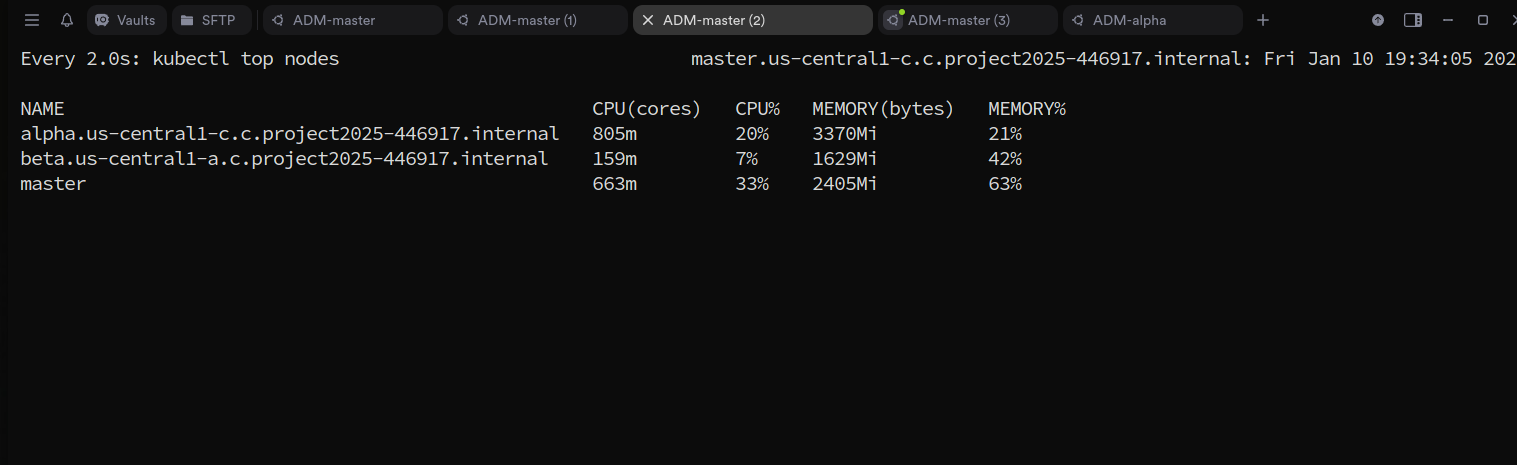 Vaults SFTP ADM-master ADM-master (1) ADM-master (2) ADM-master (3) ADM-alpha
Every 2.0s: kubectl top nodes master.us-central1-c.c.project2025-446917.internal: Fri Jan 10 19:34:05 202
NAME CPU(cores) CPU% MEMORY(bytes) MEMORY%
alpha.us-central1-c.c.project2025-446917.internal 805m 20% 3370Mi 21%
beta.us-central1-a.c.project2025-446917.internal 159m 7% 1629Mi 42%
master 663m 33% 2405Mi 63%